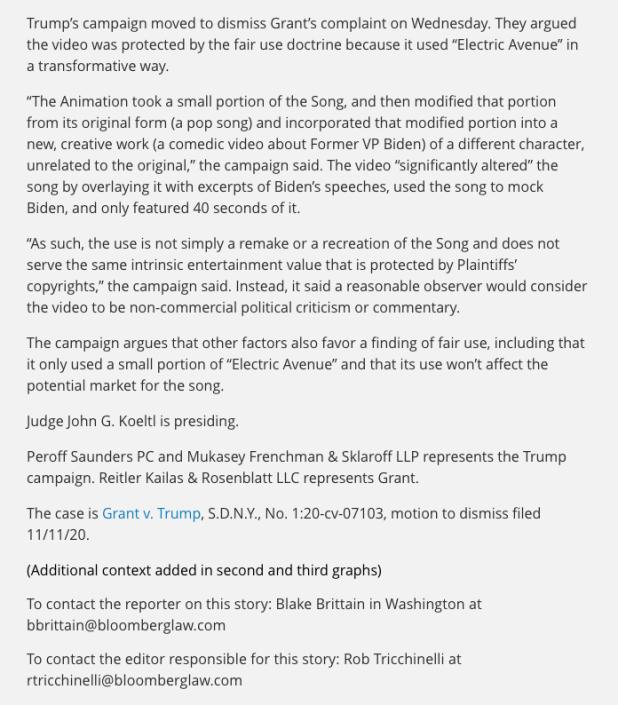 Trump’s campaign moved to dismiss Grant’s complaint on Wednesday. They argued
the video was protected by the fair use doctrine because it used “Electric Avenue” in
a transformative way.
“The Animation took a small portion of the Song, and then modified that portion
from its original form (a pop song) and incorporated that modified portion into a
new, creative work (a comedic video about Former VP Biden) of a different character,
unrelated to the original,” the campaign said. The video “significantly altered” the
song by overlaying it with excerpts of Biden’s speeches, used the song to mock
Biden, and only featured 40 seconds of it.
“As such, the use is not simply a remake or a recreation of the Song and does not
serve the same intrinsic entertainment value that is protected by Plaintiffs’
copyrights,” the campaign said. Instead, it said a reasonable observer would consider
the video to be non-commercial political criticism or commentary.
The campaign argues that other factors also favor a finding of fair use, including that
it only used a small portion of “Electric Avenue” and that its use won’t affect the
potential market for the song.
Judge John G. Koeltl is presiding.
Peroff Saunders PC and Mukasey Frenchman & Sklaroff LLP represents the Trump
campaign. Reitler Kailas & Rosenblatt LLC represents Grant.
The case is Grant v. Trump, S.D.N.Y., No. 1:20-cv-07103, motion to dismiss filed
11/11/20.
(Additional context added in second and third graphs)
To contact the reporter on this story: Blake Brittain in Washington at
bbrittain@bloomberglaw.com
To contact the editor responsible for this story: Rob Tricchinelli at
rtricchinelli@bloomberglaw.com